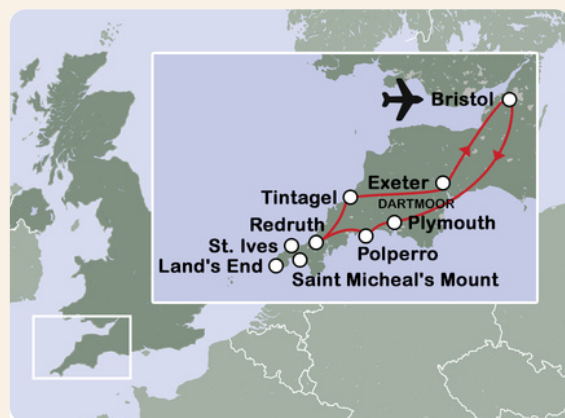 Bristol
Exeter
DARTMOOR
Tintagel
Plymouth
Redruth
St. Ives
Polperro
Land's End
Saint Micheal's Mount